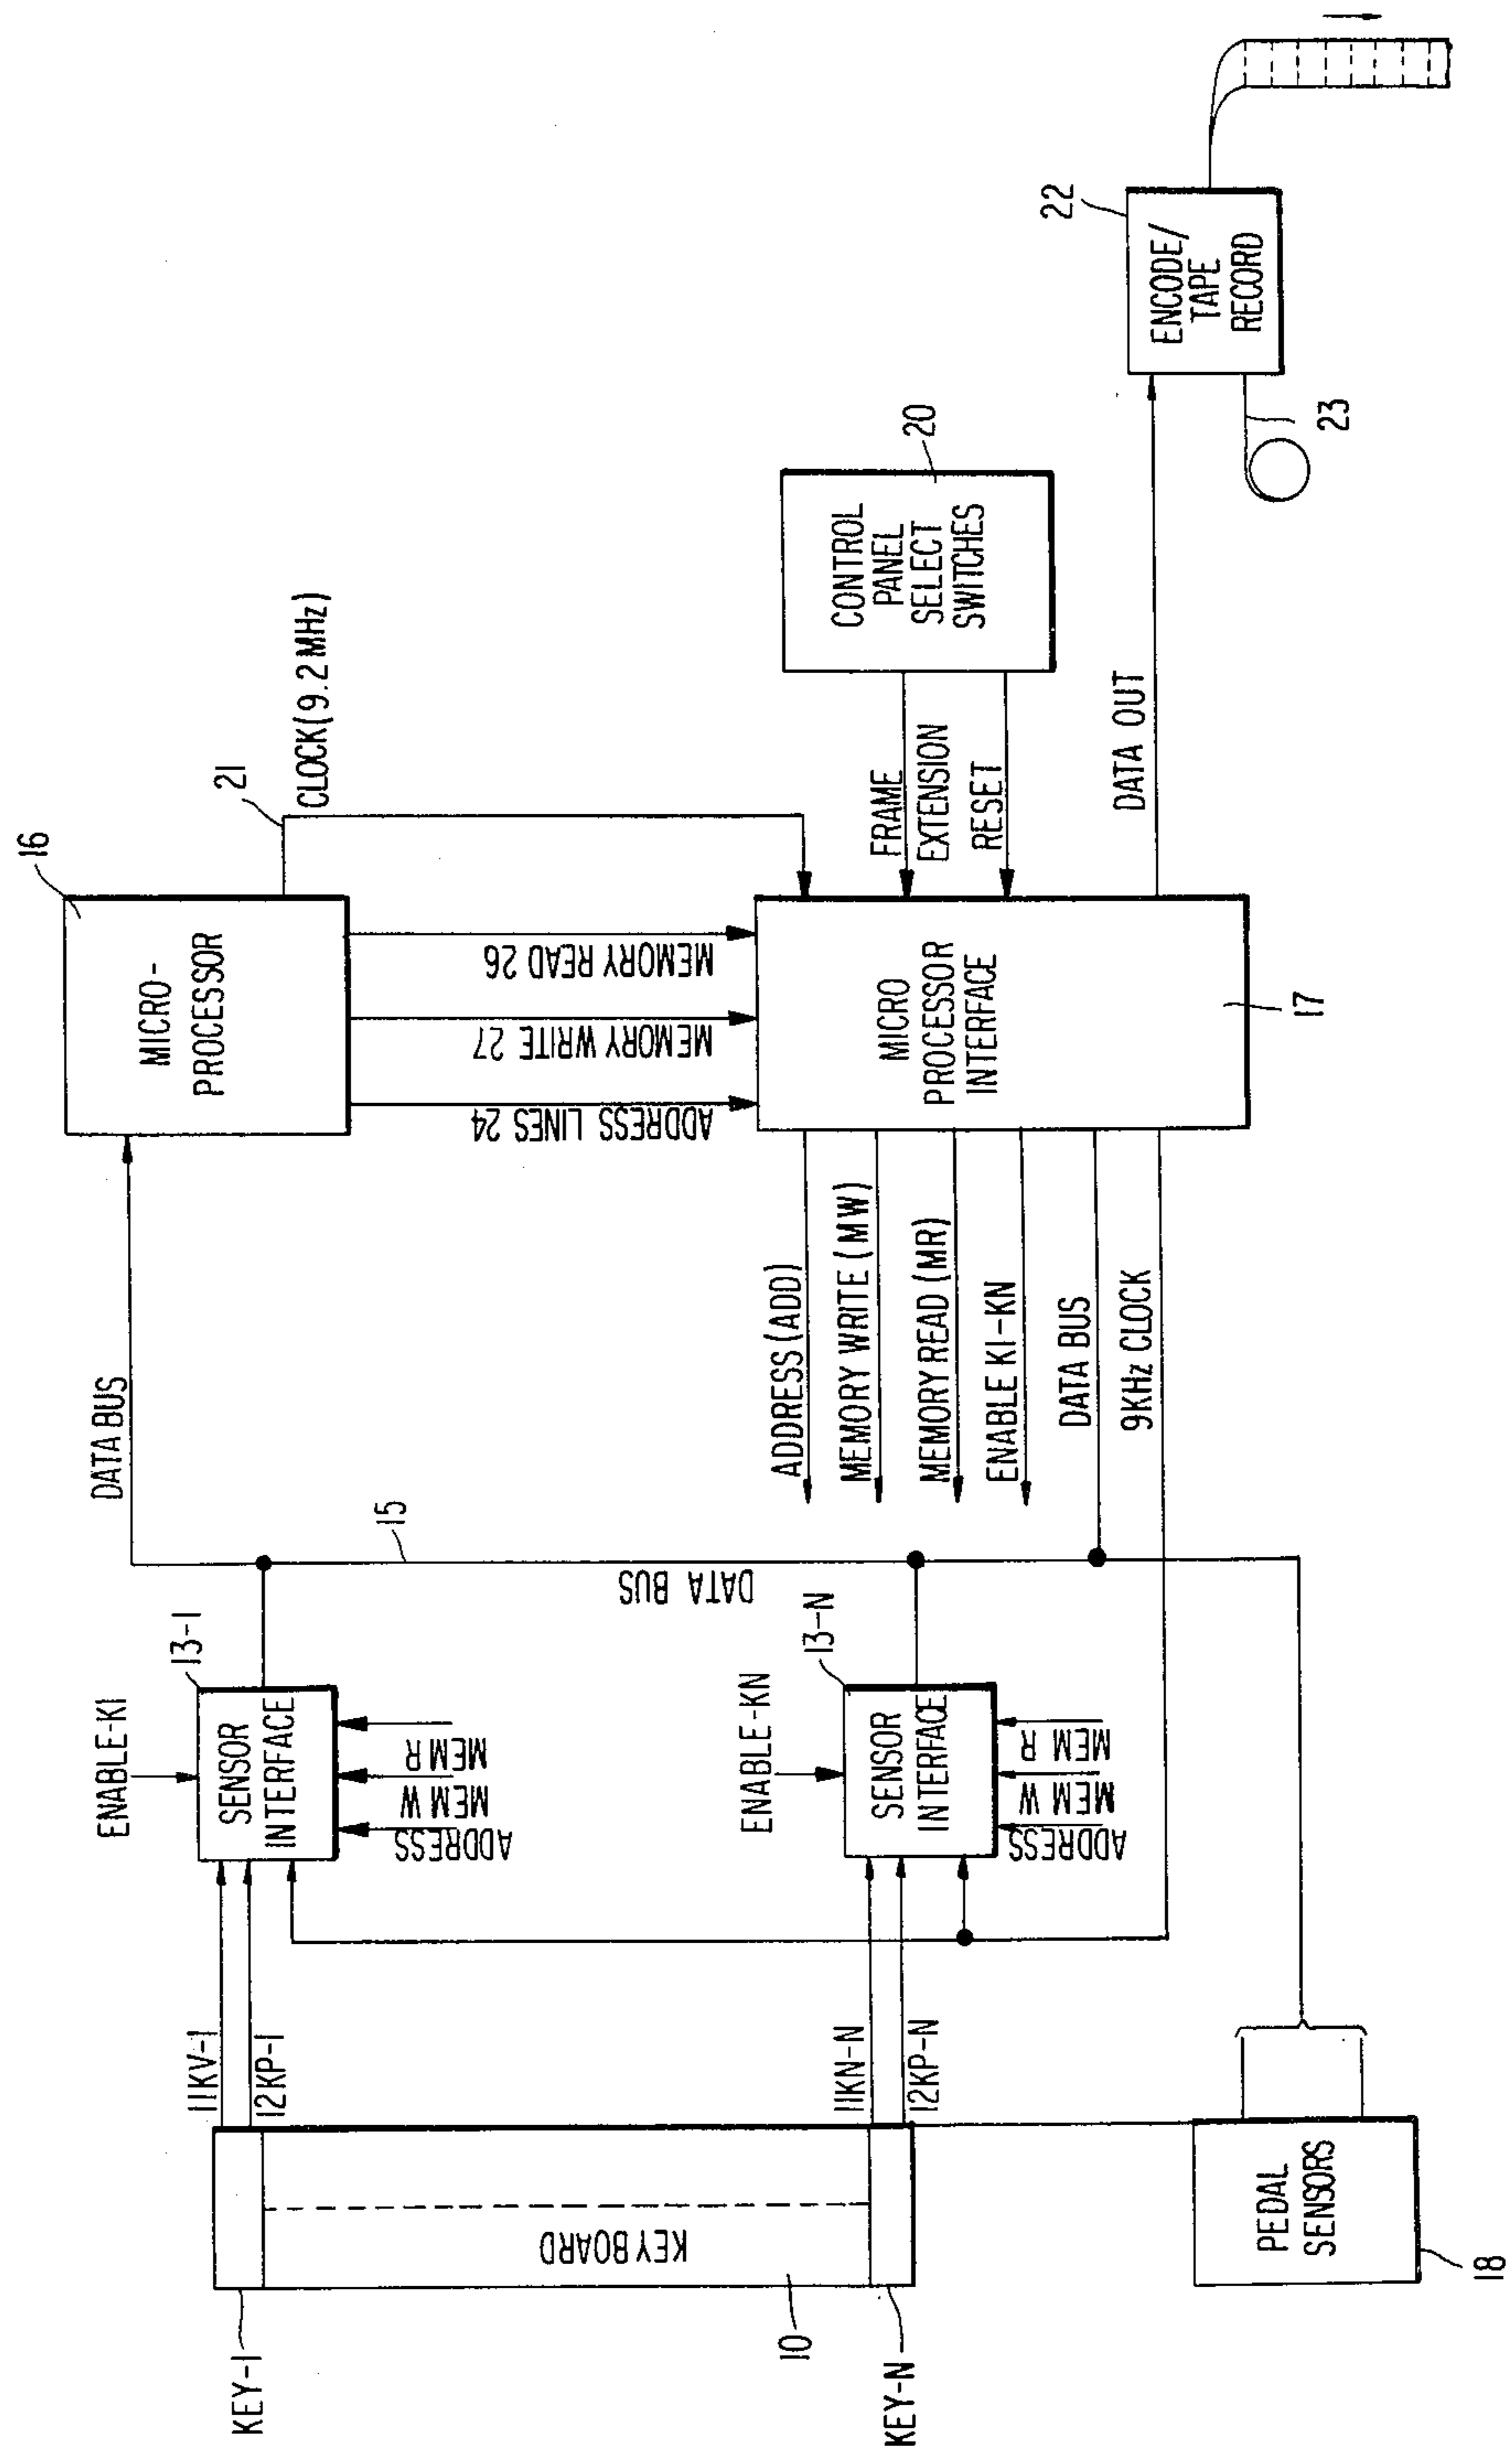 16
MICRO-
PROCESSOR
21
CLOCK (9.2 MHz)
DATA BUS
MEMORY READ 26
MEMORY WRITE 27
ADDRESS LINES 24
15
DATA BUS
ENABLE-K1
13-1
SENSOR
INTERFACE
ADDRESS
MEM W
MEM R
ENABLE-KN
13-N
SENSOR
INTERFACE
ADDRESS
MEM W
MEM R
KEY-1
11KV-1
12KP-1
KEYBOARD
10
KEY-N
11KN-N
12KP-N
PEDAL
SENSORS
18
ADDRESS (ADD)
MEMORY WRITE (MW)
MEMORY READ (MR)
ENABLE K1-KN
DATA BUS
9KHz CLOCK
MICRO
PROCESSOR
INTERFACE
17
FRAME
EXTENSION
RESET
CONTROL
PANEL
SELECT
SWITCHES
20
DATA OUT
ENCODE/
TAPE
RECORD
22
23